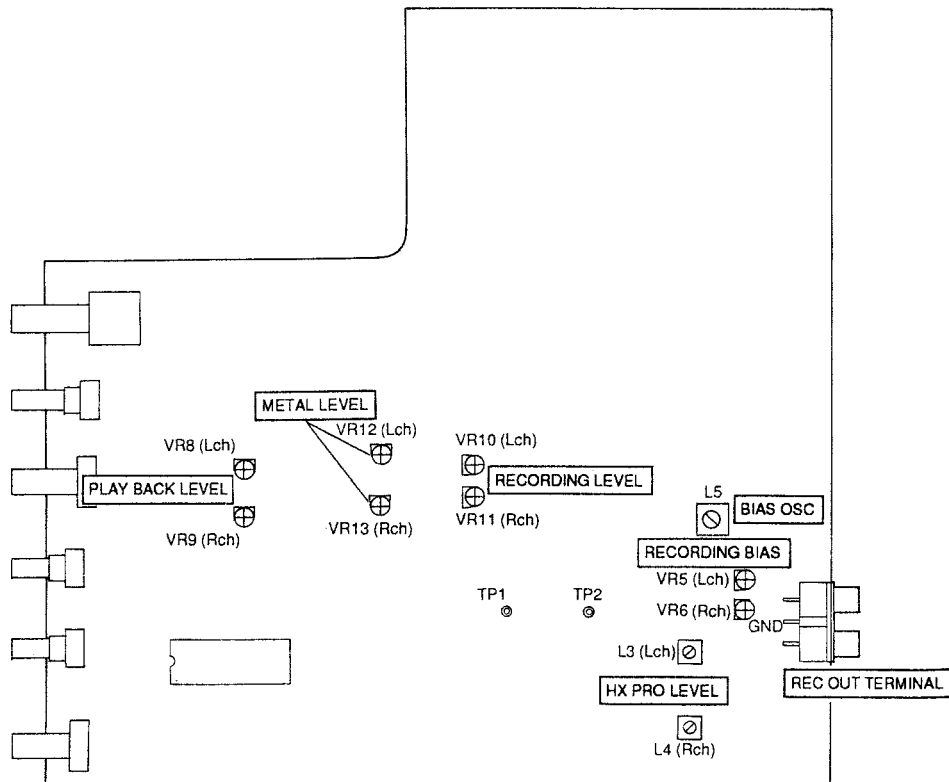 METAL LEVEL
VR12 (Lch)
VR8 (Lch)
VR10 (Lch)
PLAY BACK LEVEL
RECORDING LEVEL
L5
BIAS OSC
VR9 (Rch)
VR13 (Rch)
VR11 (Rch)
RECORDING BIAS
VR5 (Lch)
TP1
TP2
VR6 (Rch)
GND
L3 (Lch)
HX PRO LEVEL
REC OUT TERMINAL
L4 (Rch)